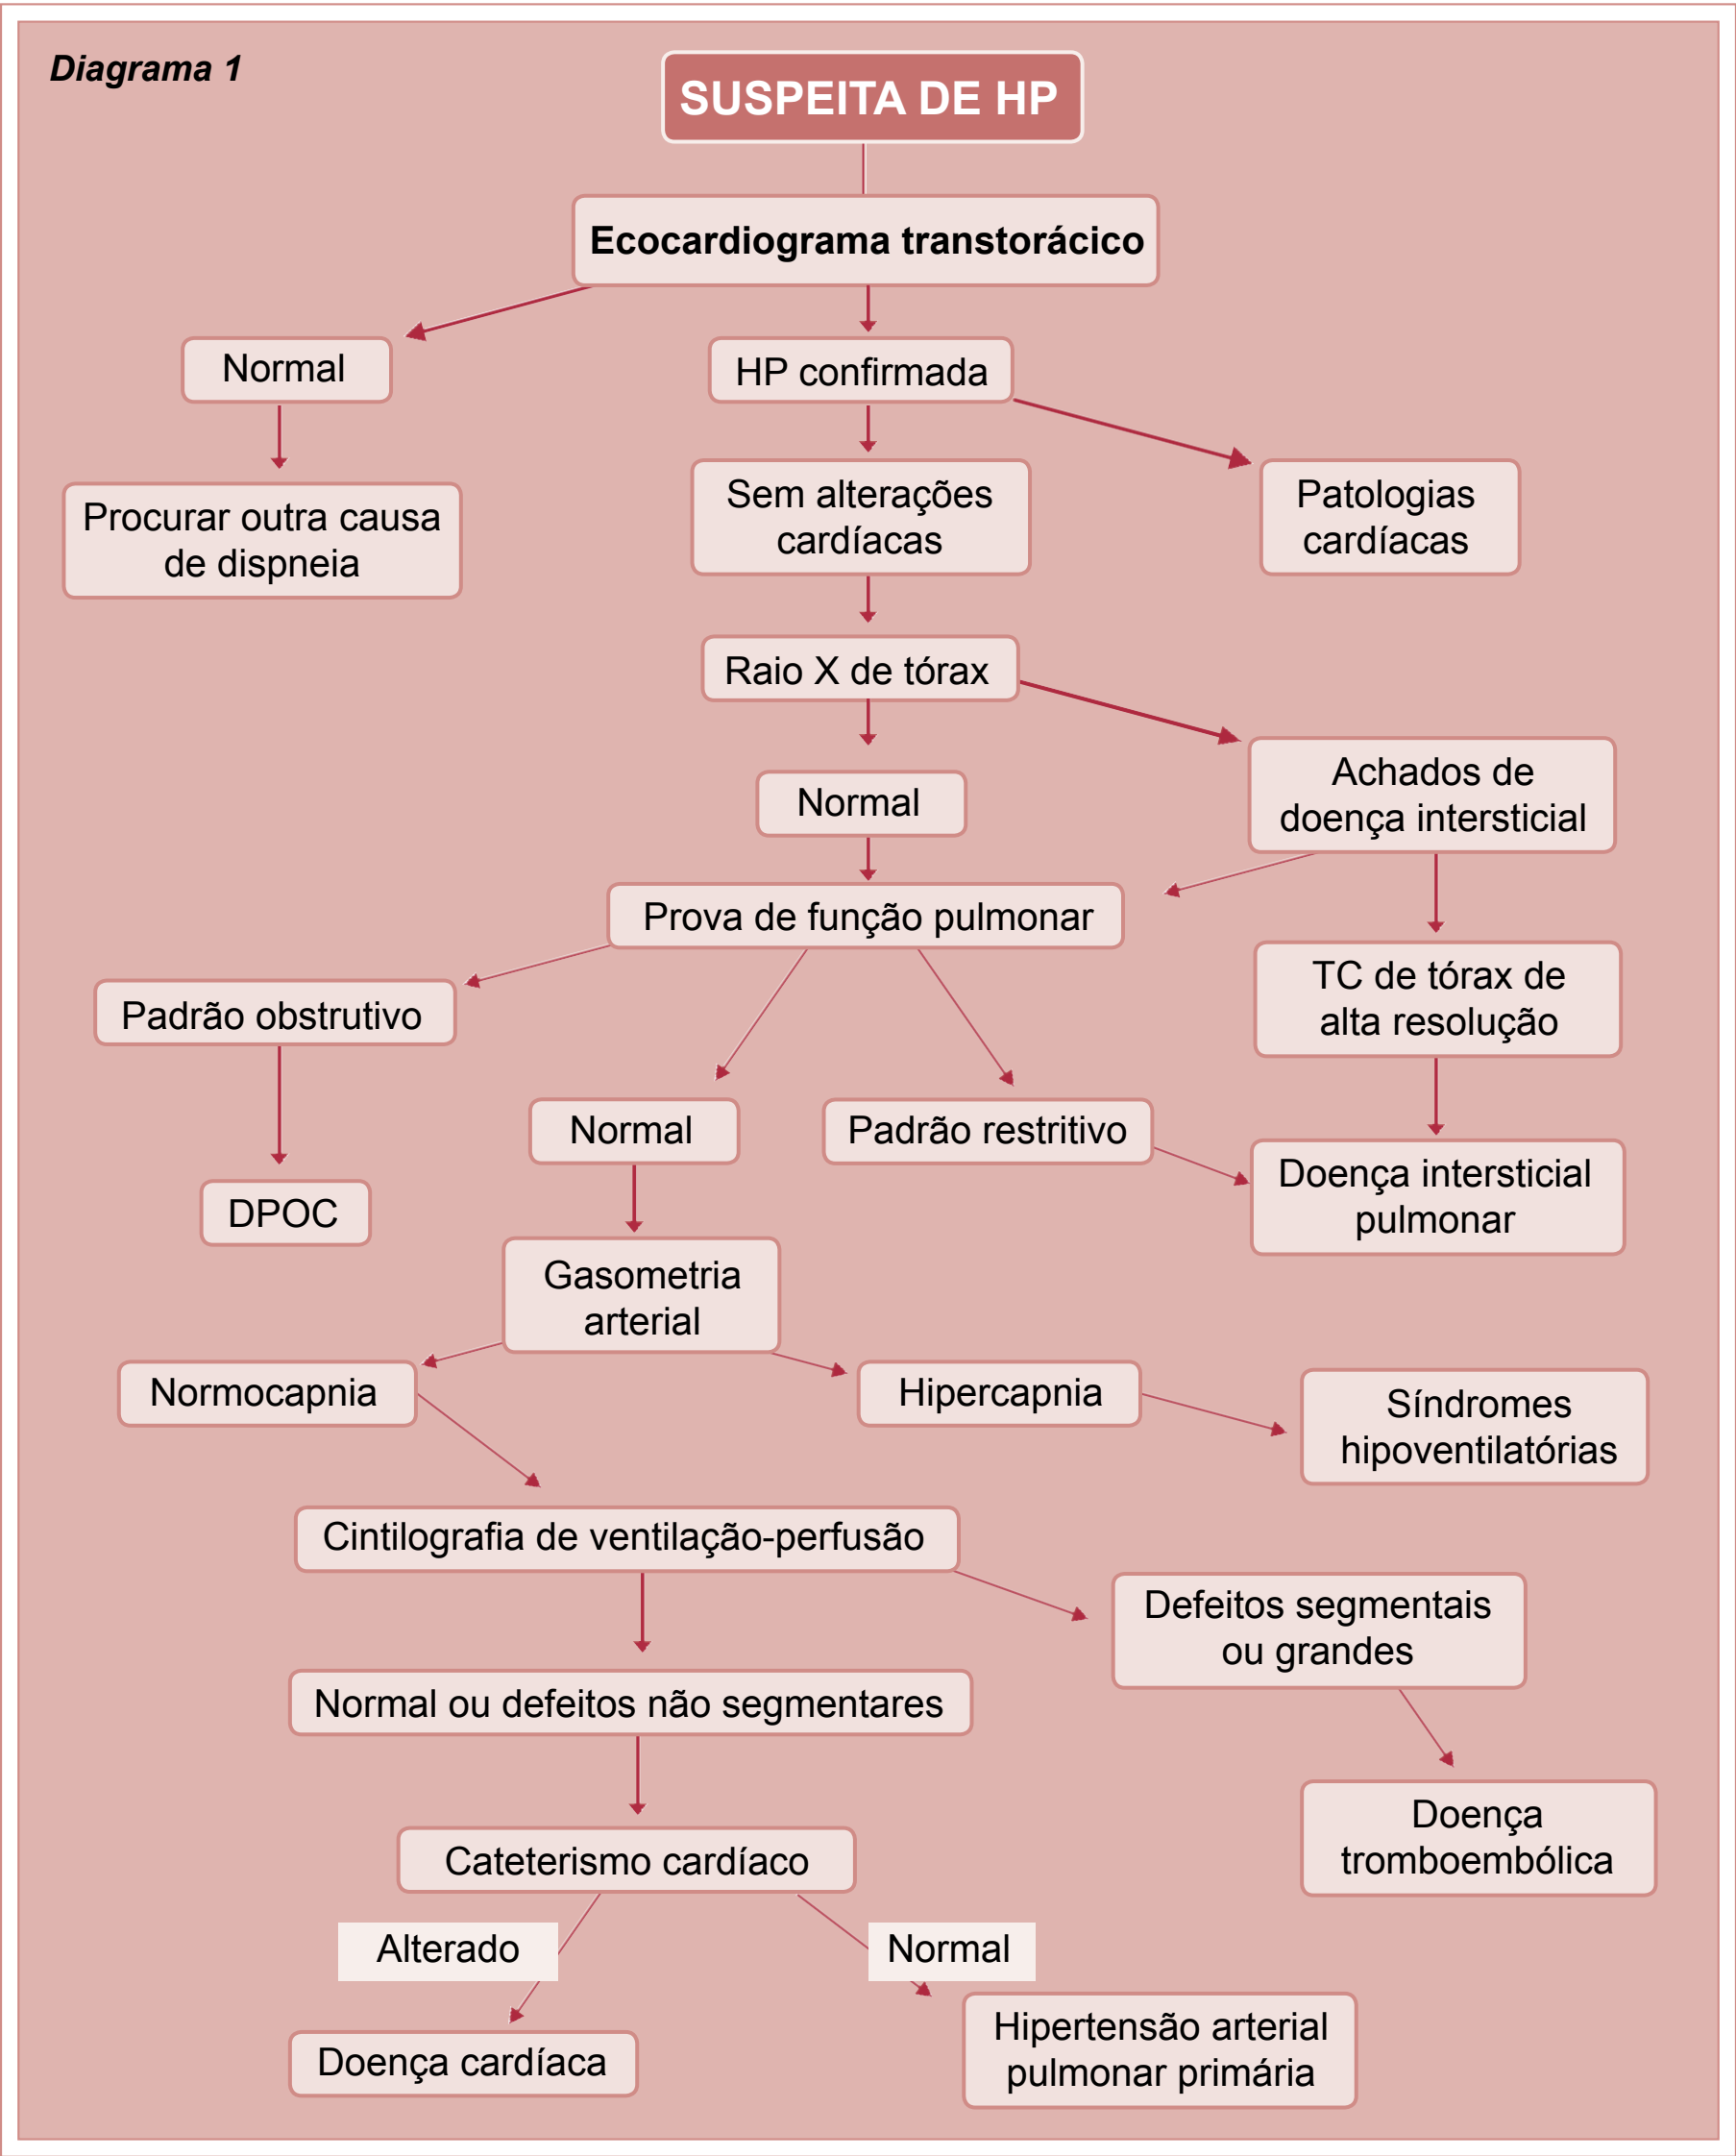 Diagrama 1
SUSPEITA DE HP
Ecocardiograma transtorácico
Normal
HP confirmada
Procurar outra causa
de dispneia
Sem alterações
cardíacas
Patologias
cardíacas
Raio X de tórax
Normal
Achados de
doença intersticial
Prova de função pulmonar
Padrão obstrutivo
TC de tórax de
alta resolução
Normal
Padrão restritivo
DPOC
Doença intersticial
pulmonar
Gasometria
arterial
Normocapnia
Hipercapnia
Síndromes
hipoventilatórias
Cintilografia de ventilação-perfusão
Defeitos segmentais
ou grandes
Normal ou defeitos não segmentares
Doença
tromboembólica
Cateterismo cardíaco
Alterado
Normal
Doença cardíaca
Hipertensão arterial
pulmonar primária